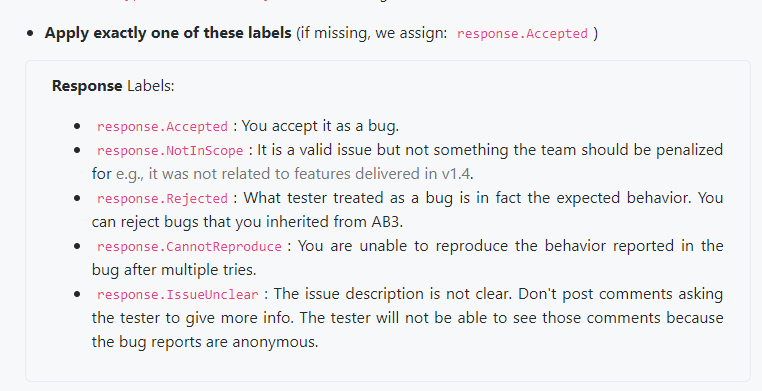 Apply exactly one of these labels (if missing, we assign: response.Accepted )
Response Labels:
response.Accepted : You accept it as a bug.
response.NotInScope : It is a valid issue but not something the team should be penalized
for e.g., it was not related to features delivered in v1.4.
response.Rejected : What tester treated as a bug is in fact the expected behavior. You
can reject bugs that you inherited from AB3.
response.CannotReproduce : You are unable to reproduce the behavior reported in the
bug after multiple tries.
response.IssueUnclear : The issue description is not clear. Don't post comments asking
the tester to give more info. The tester will not be able to see those comments because
the bug reports are anonymous.